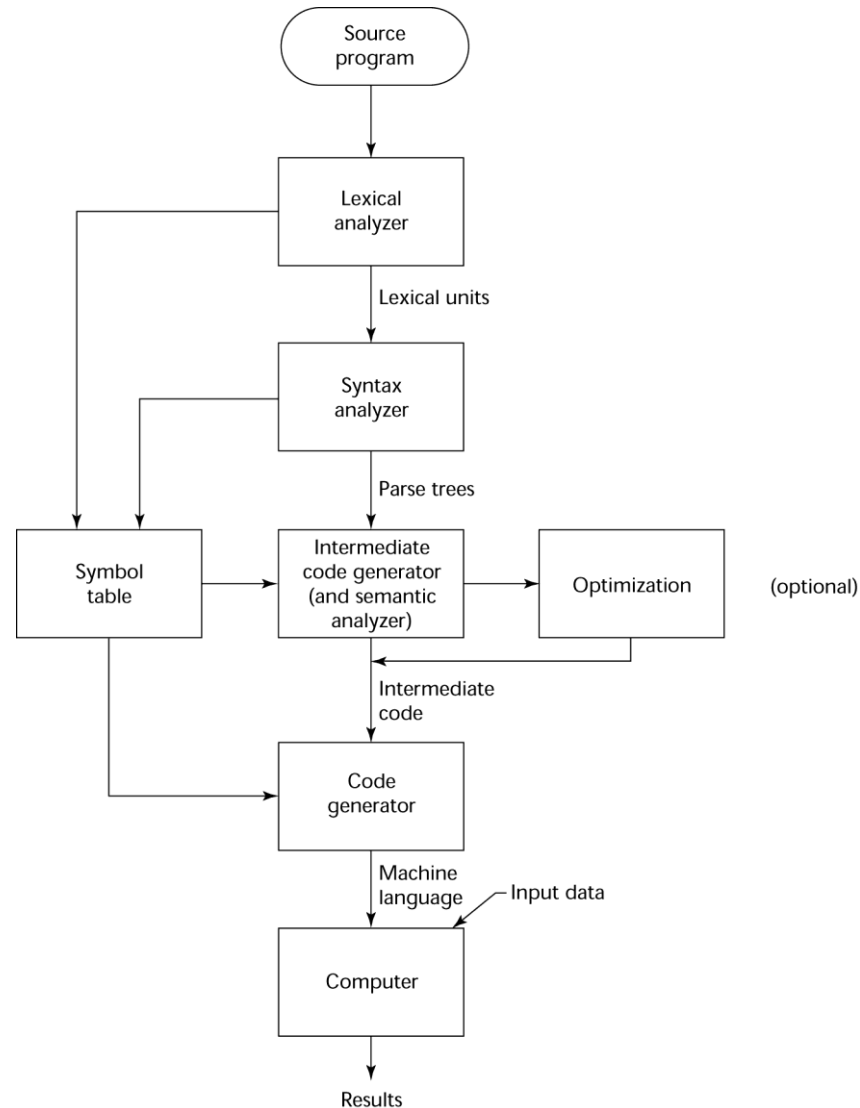 Source
program
Lexical
analyzer
Lexical units
Syntax
analyzer
Parse trees
Symbol
table
Intermediate
code generator
(and semantic
analyzer)
Optimization
(optional)
Intermediate
code
Code
generator
Machine
language
Input data
Computer
Results